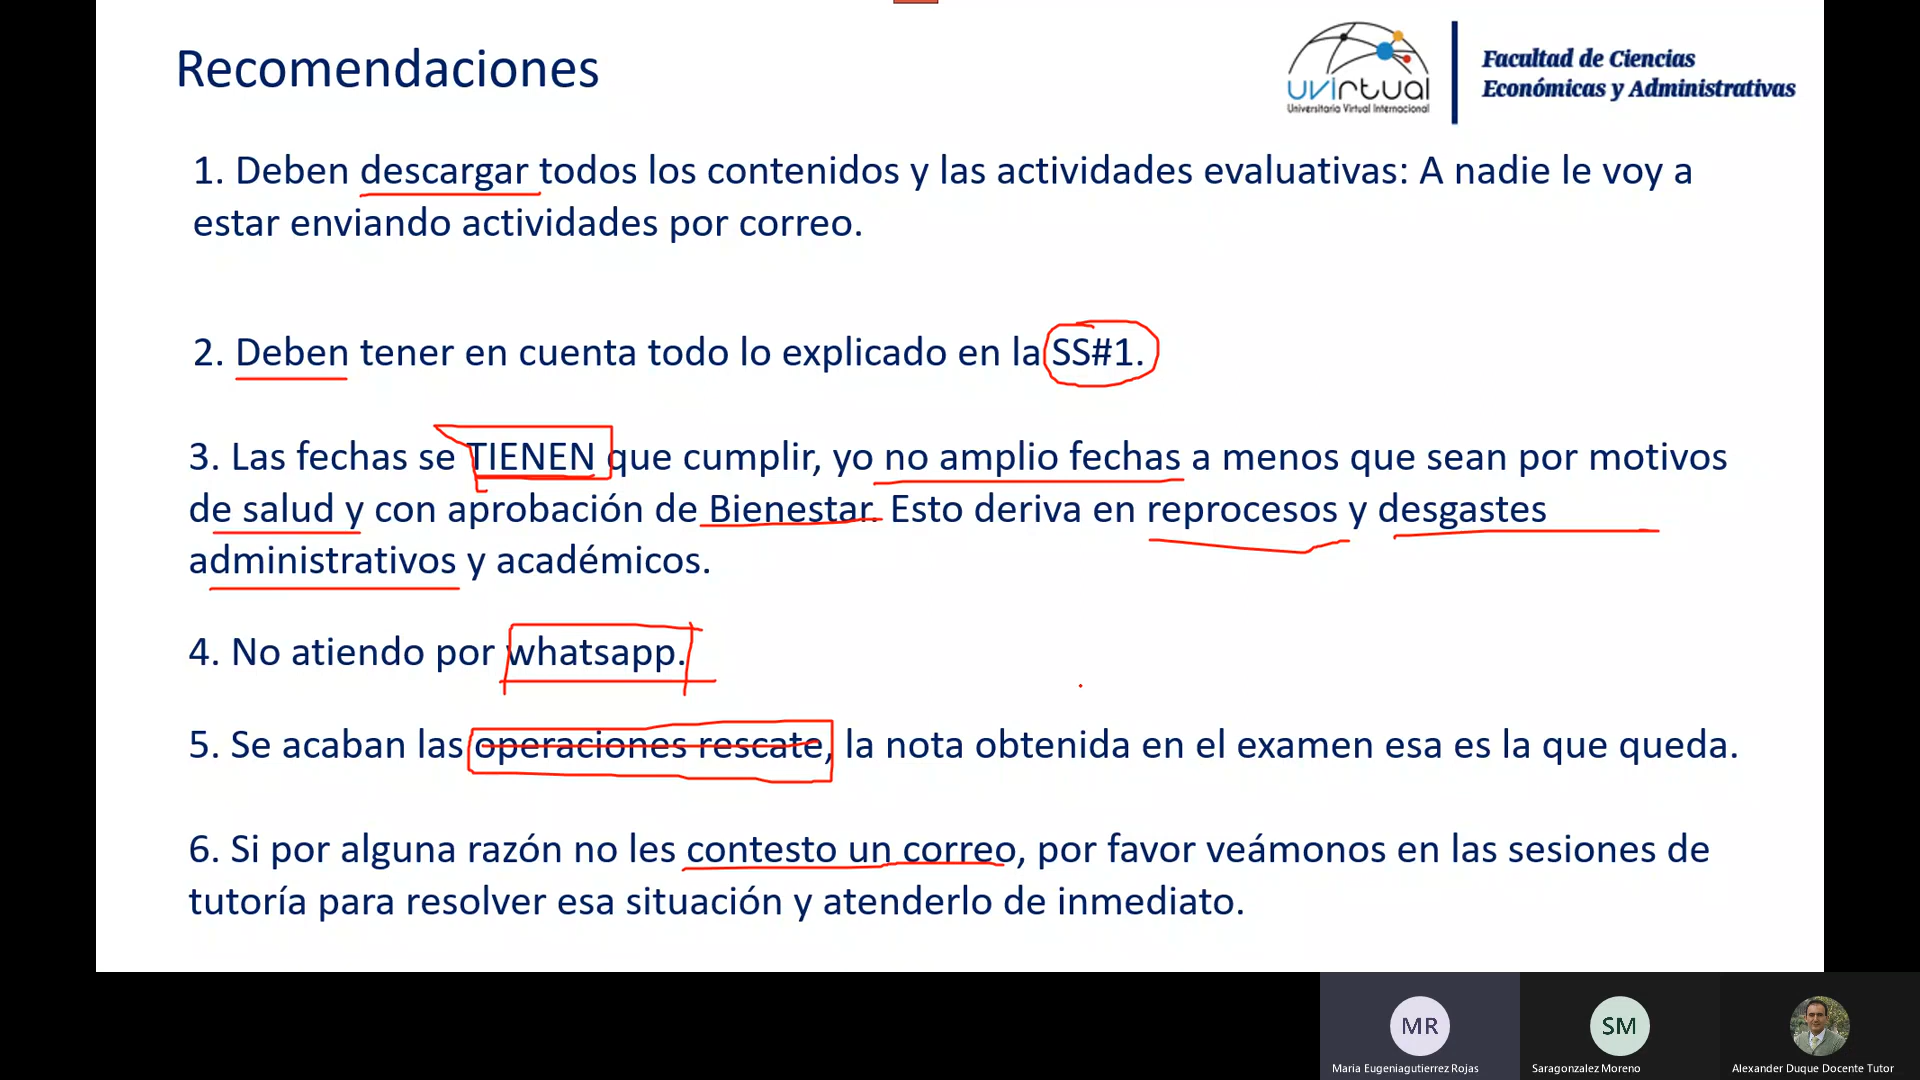 Recomendaciones
uvirtual
Universitaria Virtual Internacional
Facultad de Ciencias
Económicas y Administrativas
1. Deben descargar todos los contenidos y las actividades evaluativas: A nadie le voy a
estar enviando actividades por correo.
2. Deben tener en cuenta todo lo explicado en la SS#1.
3. Las fechas se TIENEN que cumplir, yo no amplio fechas a menos que sean por motivos
de salud y con aprobación de Bienestar. Esto deriva en reprocesos y desgastes
administrativos y académicos.
4. No atiendo por whatsapp.
5. Se acaban las operaciones rescate, la nota obtenida en el examen esa es la que queda.
6. Si por alguna razón no les contesto un correo, por favor veámonos en las sesiones de
tutoría para resolver esa situación y atenderlo de inmediato.
MR
SM
Maria Eugeniagutierrez Rojas
Saragonzalez Moreno
Alexander Duque Docente Tutor